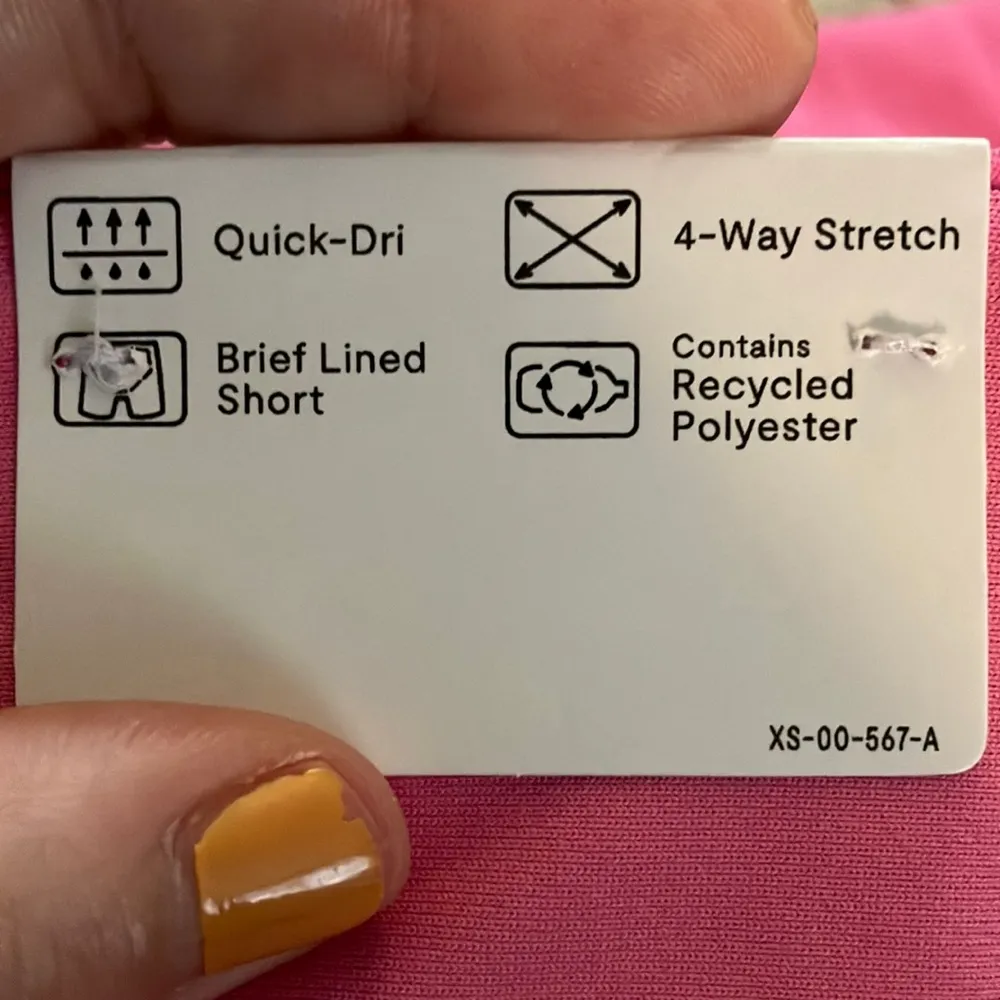 Quick-Dri
4-Way Stretch
Brief Lined
Short
Contains
Recycled
Polyester
XS-00-567-A